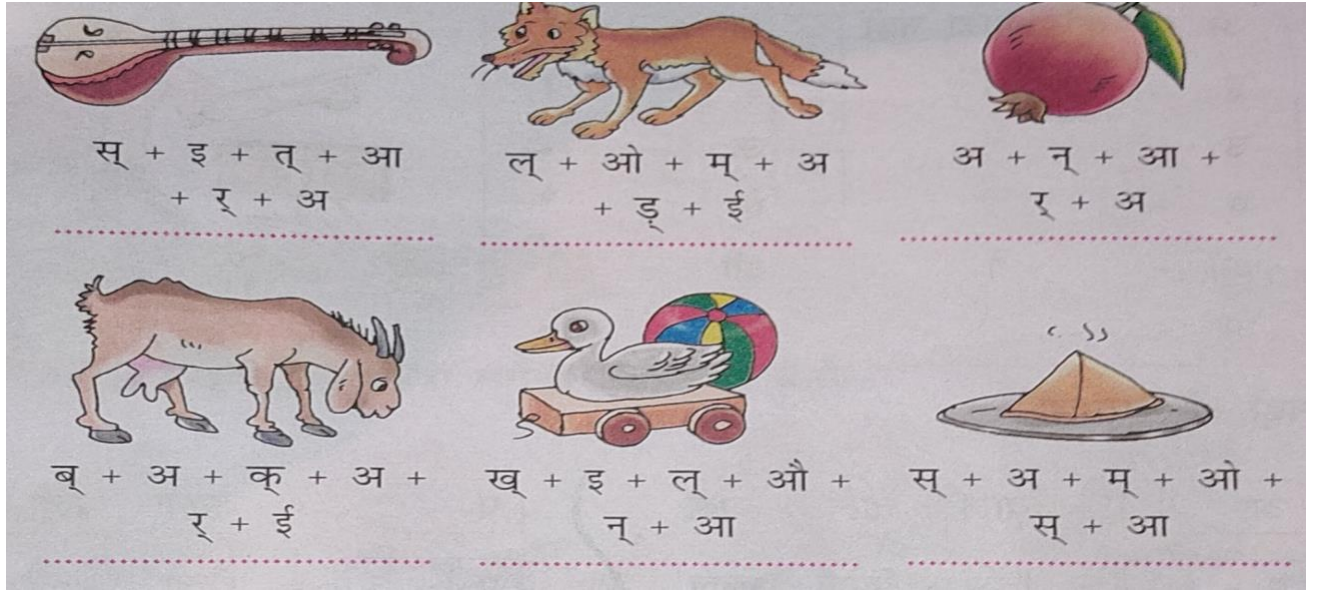 स् + इ + त् + आ
+ र् + अ
ल् + ओ + म् + अ
+ ड़् + ई
अ + न् + आ +
र् + अ
ब् + अ + क् + अ +
र् + ई
ख् + इ + ल् + औ +
न् + आ
स् + अ + म् + ओ +
स् + आ